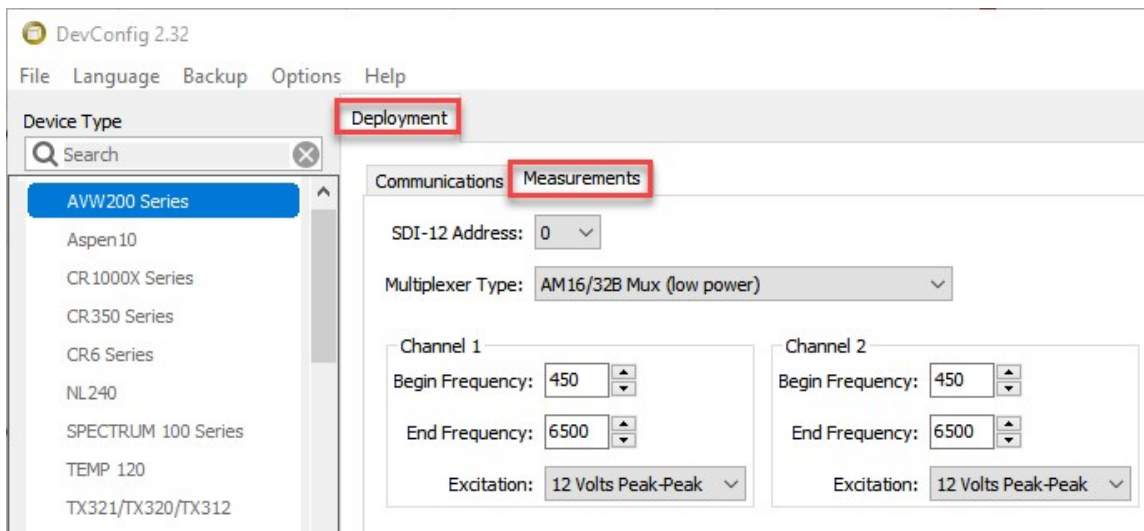 DevConfig 2.32
File Language Backup Options Help
Device Type
Search
AVW200 Series
Aspen10
CR1000X Series
CR350 Series
CR6 Series
NL240
SPECTRUM 100 Series
TEMP 120
TX321/TX320/TX312
Deployment
Communications Measurements
SDI-12 Address: 0
Multiplexer Type: AM16/32B Mux (low power)
Channel 1
Begin Frequency: 450
End Frequency: 6500
Excitation: 12 Volts Peak-Peak
Channel 2
Begin Frequency: 450
End Frequency: 6500
Excitation: 12 Volts Peak-Peak